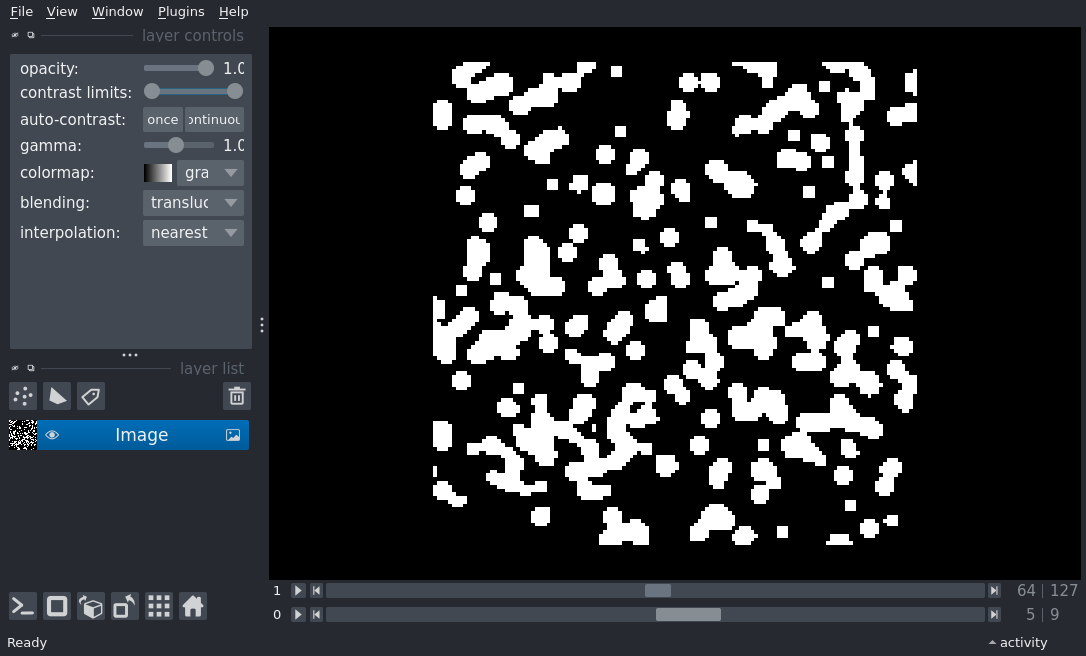 File View Window Plugins Help
layer controls
opacity: 1.0
contrast limits:
auto-contrast: once ontinuou
gamma: 1.0
colormap: gra
blending: transluc
interpolation: nearest
layer list
Image
1 64 | 127
0 5 | 9
Ready activity